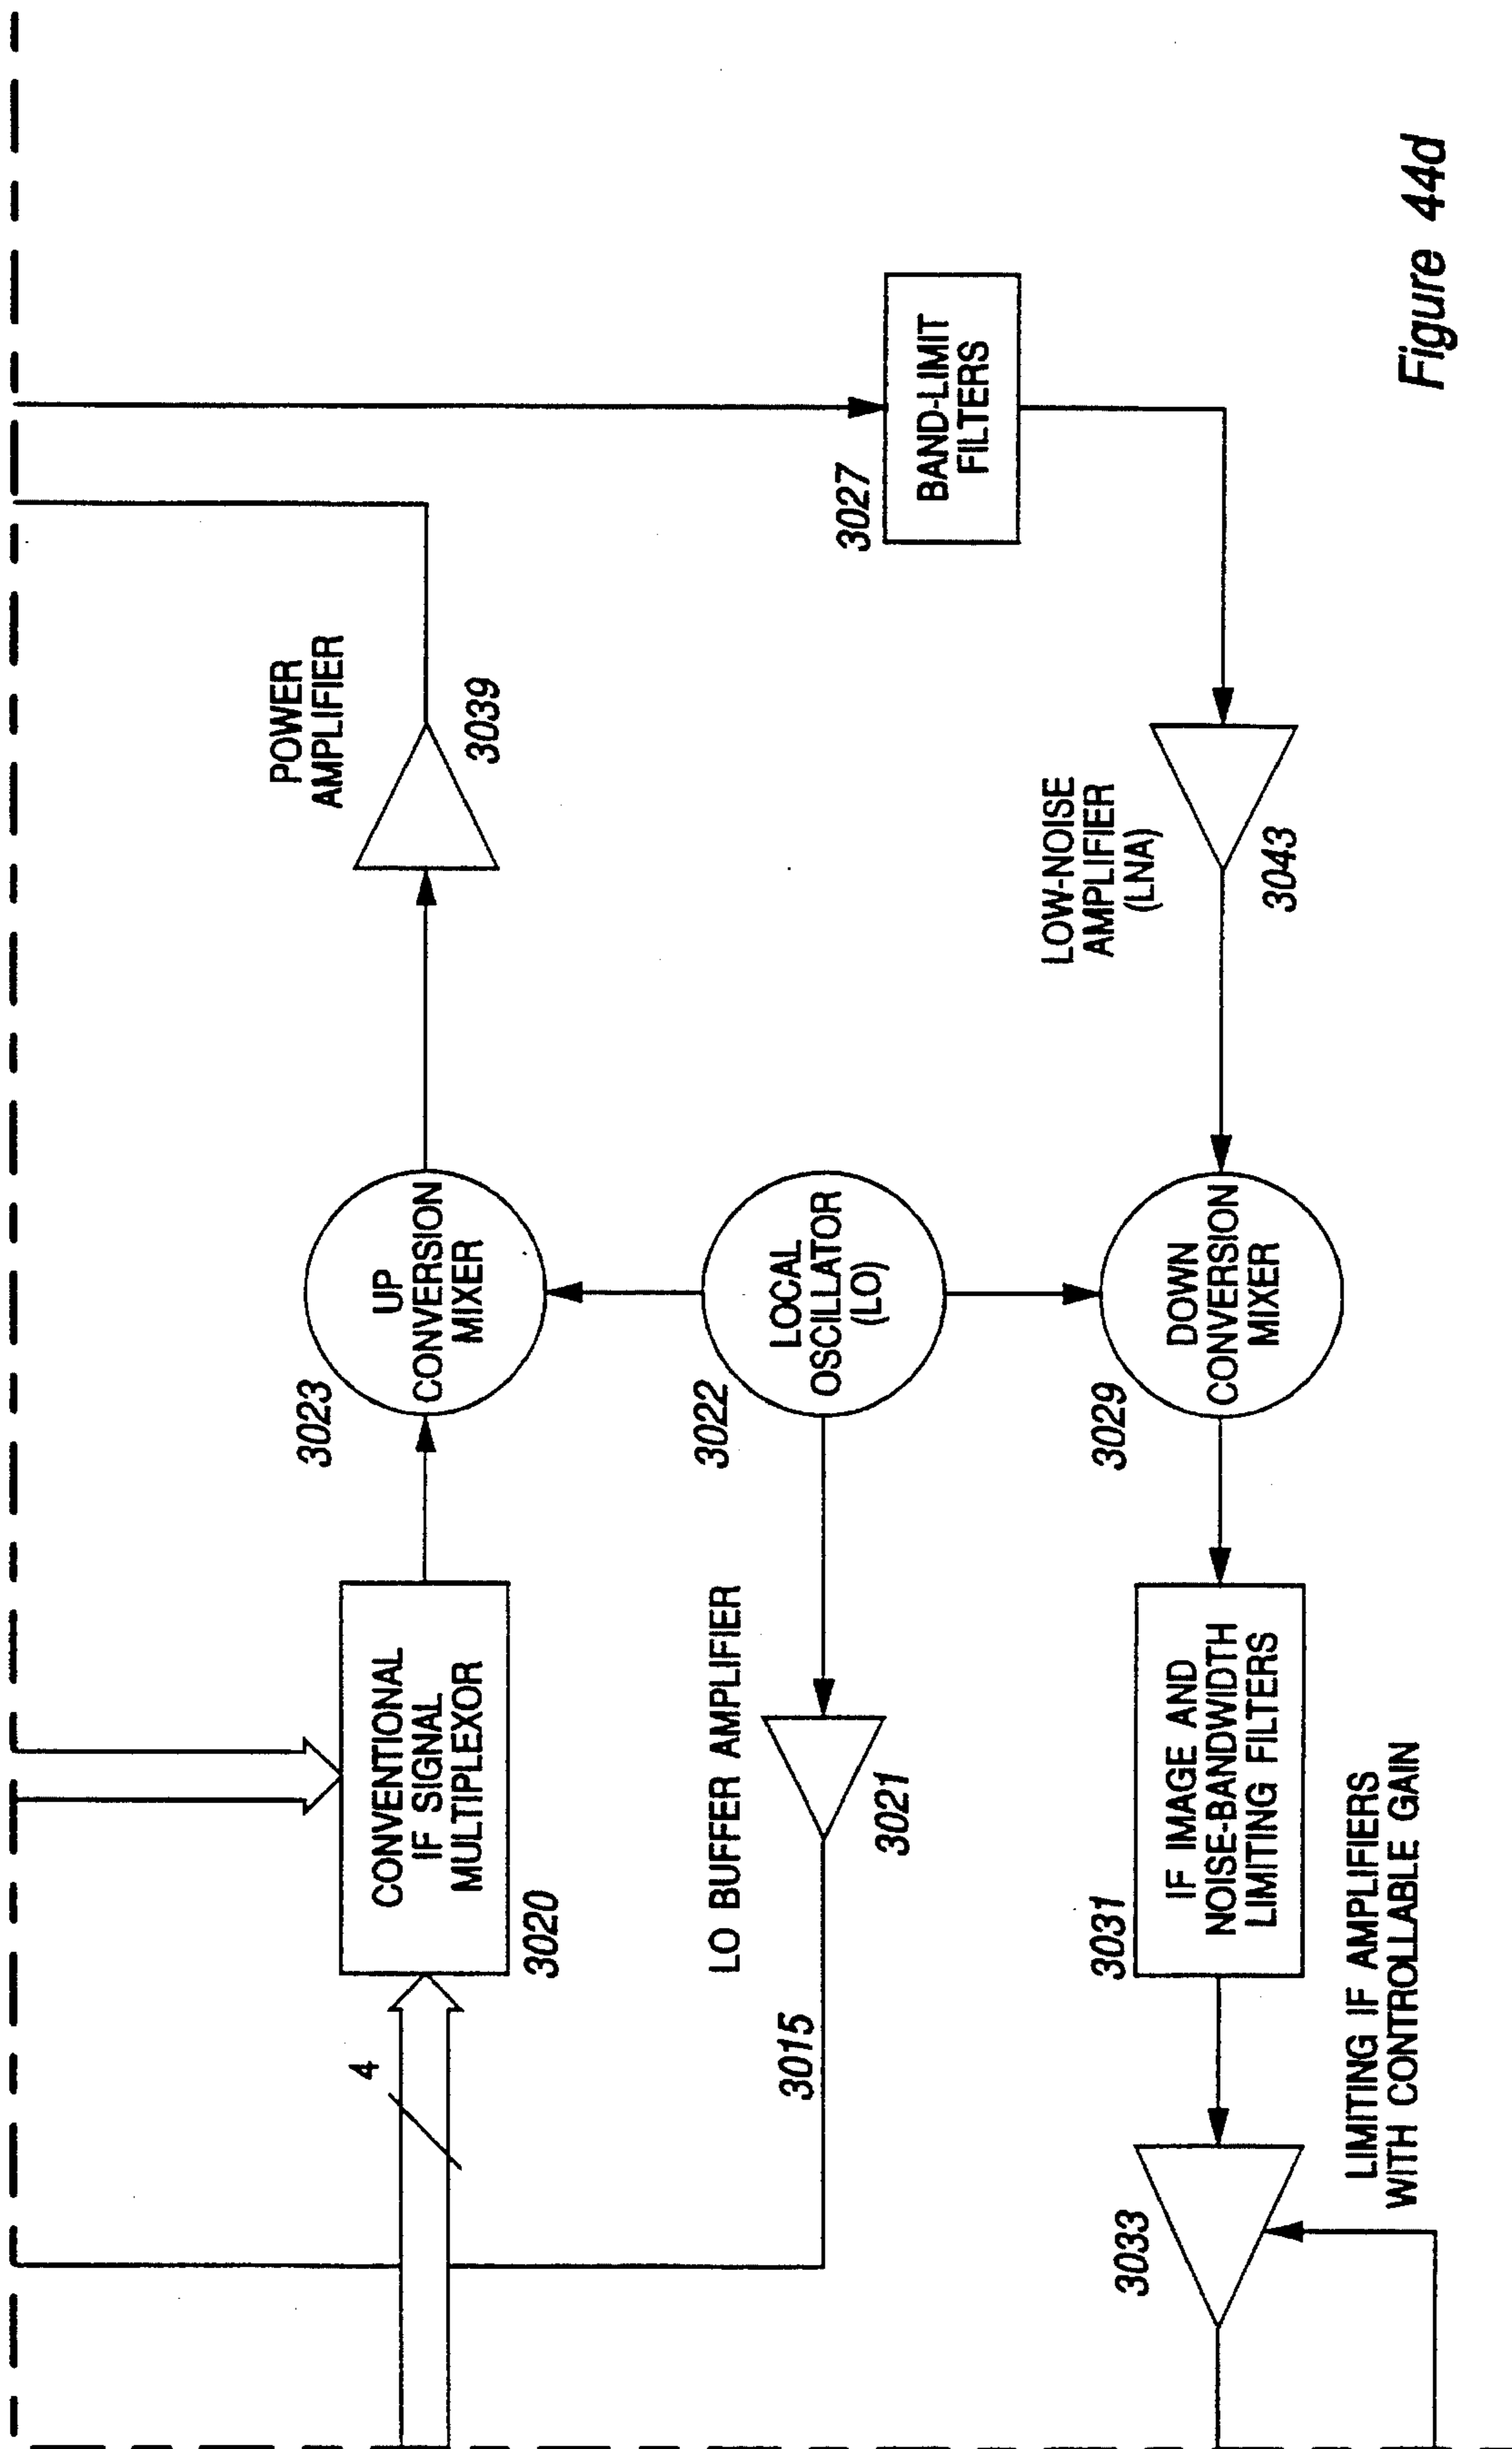 POWER
AMPLIFIER
3039
3023
UP
CONVERSION
MIXER
CONVENTIONAL
IF SIGNAL
MULTIPLEXOR
3020
4
3022
LOCAL
OSCILLATOR
(LO)
LO BUFFER AMPLIFIER
3021
3015
3027
BAND-LIMIT
FILTERS
LOW-NOISE
AMPLIFIER
(LNA)
3043
3029
DOWN
CONVERSION
MIXER
3031
IF IMAGE AND
NOISE-BANDWIDTH
LIMITING FILTERS
3033
LIMITING IF AMPLIFIERS
WITH CONTROLLABLE GAIN
Figure 44d